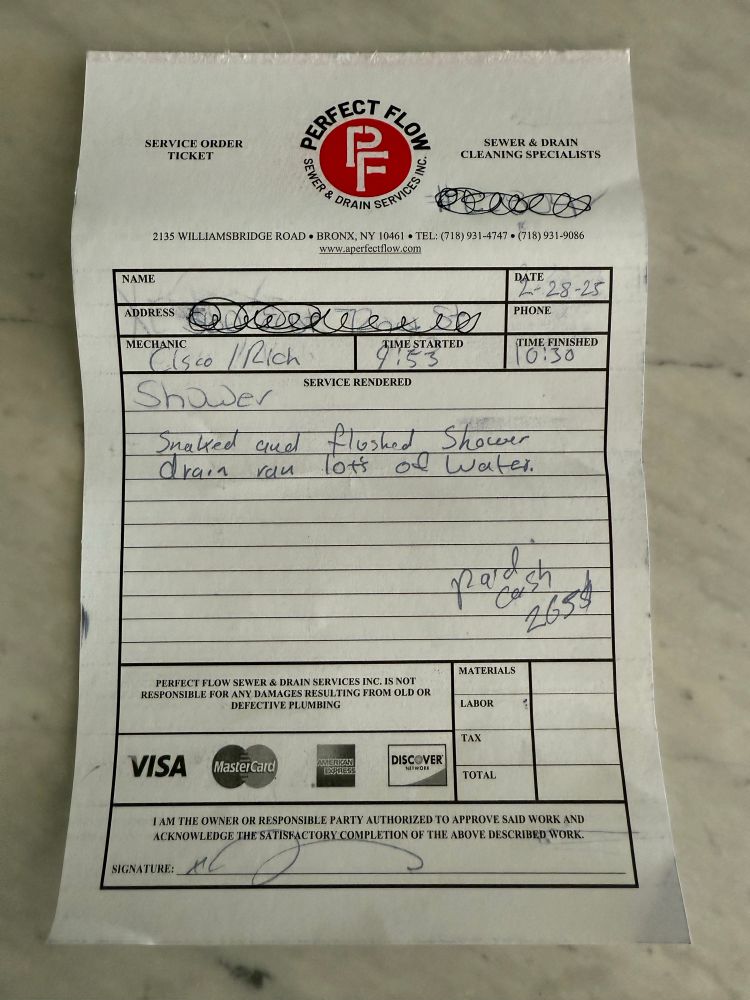 SERVICE ORDER
TICKET
PERFECT FLOW
PF
SEWER & DRAIN SERVICES INC.
SEWER & DRAIN
CLEANING SPECIALISTS
2135 WILLIAMSBRIDGE ROAD • BRONX, NY 10461 • TEL: (718) 931-4747 • (718) 931-9086
www.aperfectflow.com
NAME
DATE
2-28-25
ADDRESS
PHONE
MECHANIC
Cisco / Rich
TIME STARTED
9:53
TIME FINISHED
10:30
SERVICE RENDERED
Shower
Snaked and flushed Shower
drain ran lots of water.
paid
cash
265$
PERFECT FLOW SEWER & DRAIN SERVICES INC. IS NOT
RESPONSIBLE FOR ANY DAMAGES RESULTING FROM OLD OR
DEFECTIVE PLUMBING
MATERIALS
LABOR
TAX
TOTAL
VISA
MasterCard
AMERICAN
EXPRESS
DISCOVER
NETWORK
I AM THE OWNER OR RESPONSIBLE PARTY AUTHORIZED TO APPROVE SAID WORK AND
ACKNOWLEDGE THE SATISFACTORY COMPLETION OF THE ABOVE DESCRIBED WORK.
SIGNATURE: